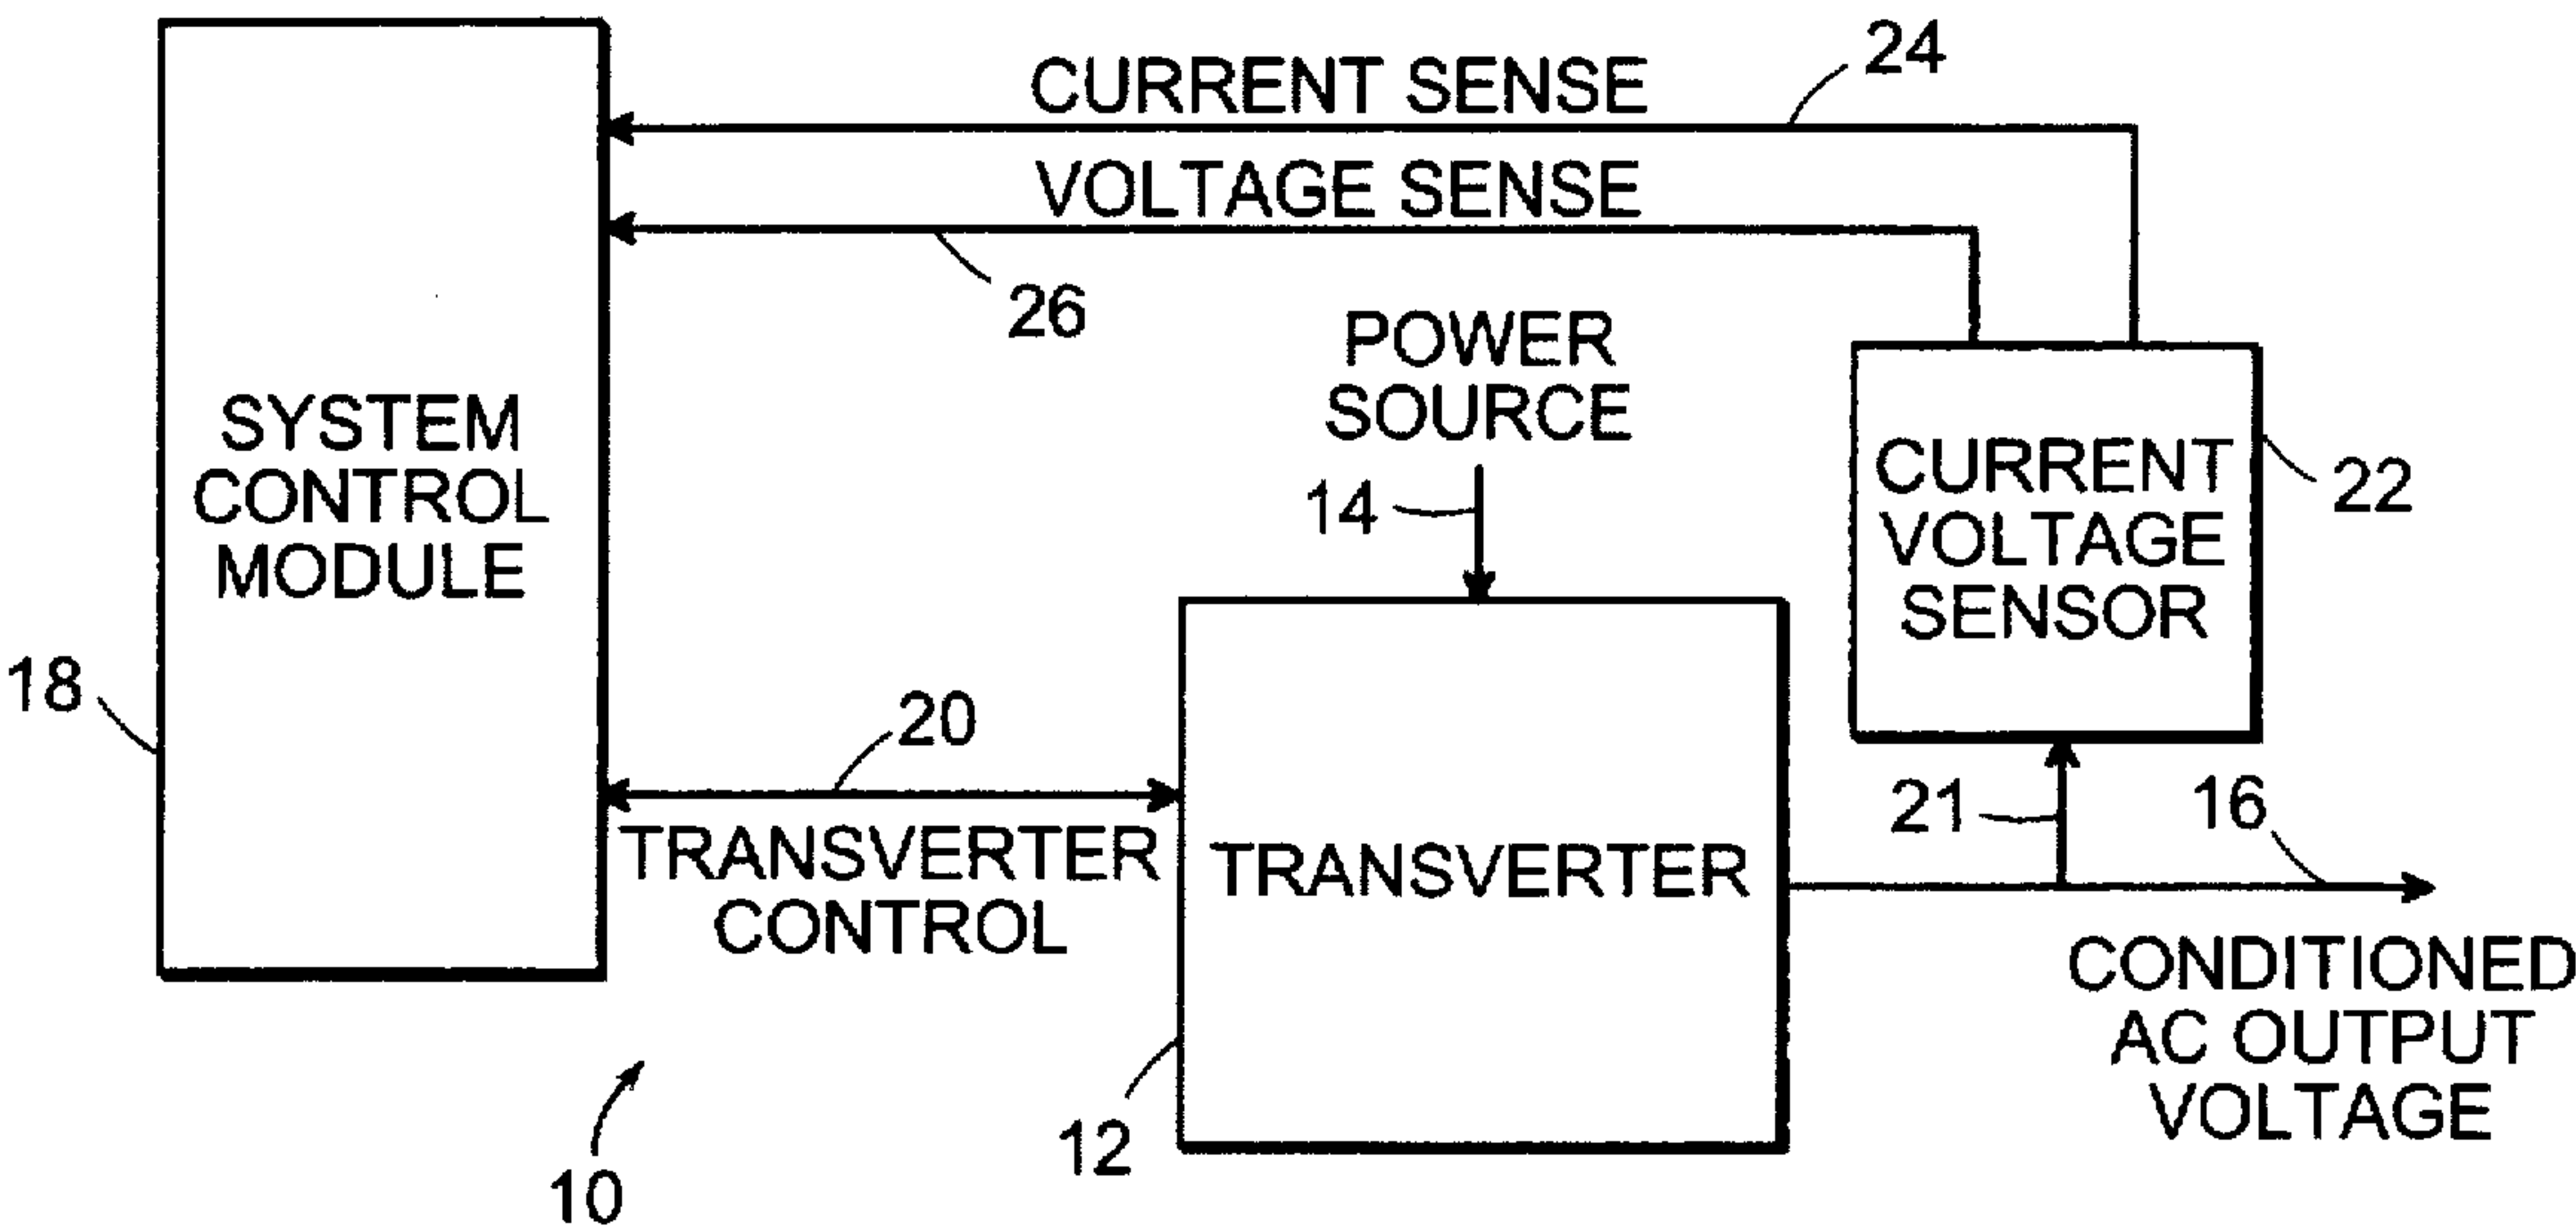 24
CURRENT SENSE
VOLTAGE SENSE
26
POWER
SOURCE
14
SYSTEM
CONTROL
MODULE
CURRENT
VOLTAGE
SENSOR
22
18
20
TRANSVERTER
CONTROL
TRANSVERTER
21
16
CONDITIONED
AC OUTPUT
VOLTAGE
12
10